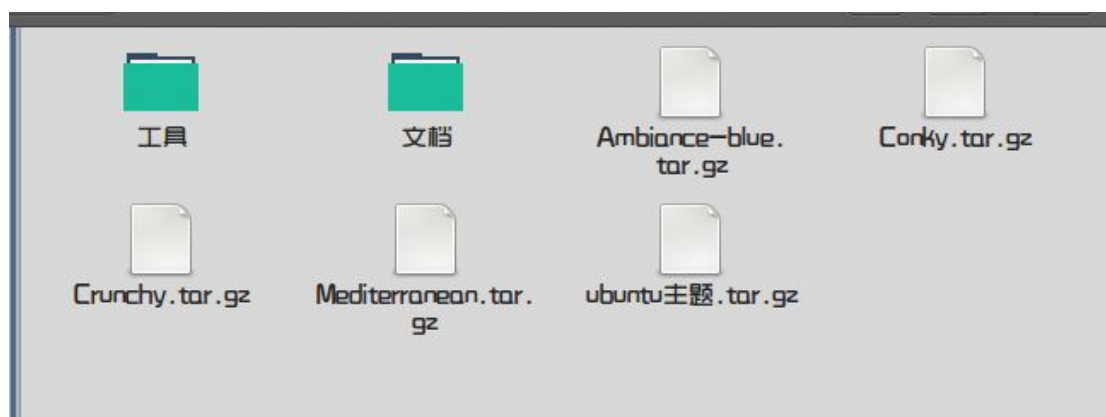 工具
文档
Ambiance-blue.
tar.gz
Conky.tar.gz
Crunchy.tar.gz
Mediterranean.tar.
gz
ubuntu主题.tar.gz